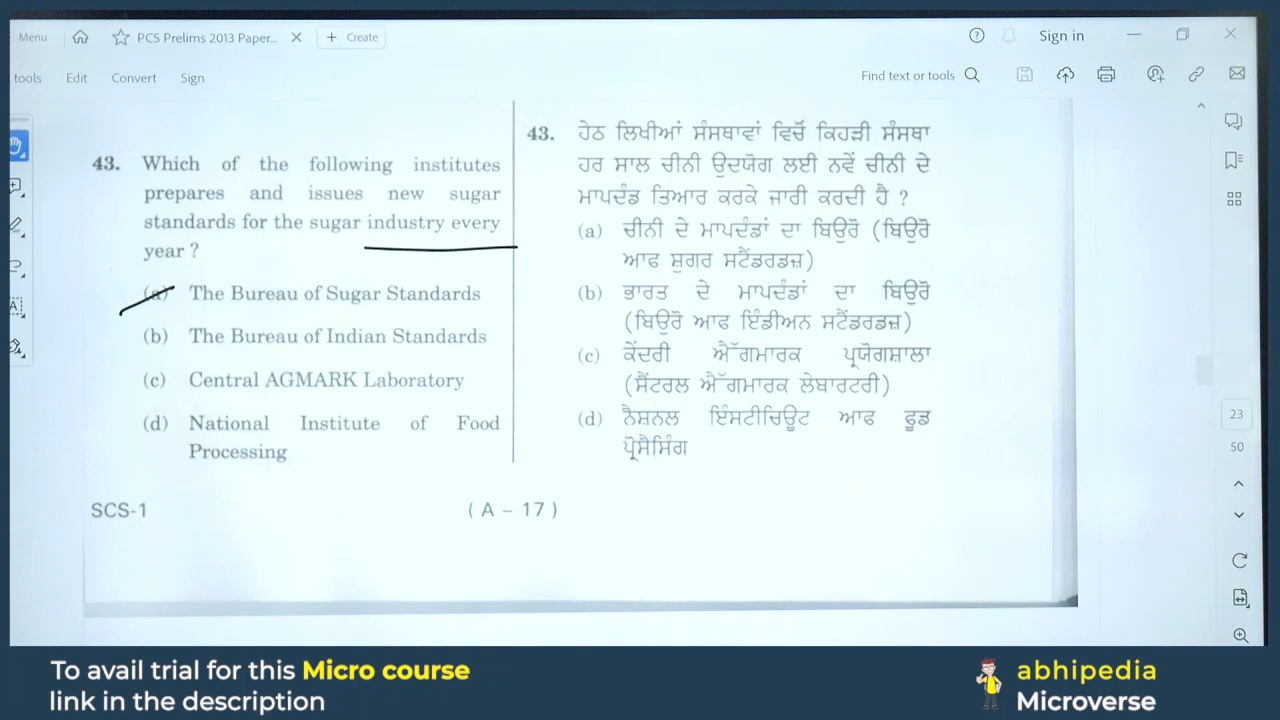 Menu
PCS Prelims 2013 Paper...
Create
Sign in
tools
Edit
Convert
Sign
Find text or tools
43. Which of the following institutes
prepares and issues new sugar
standards for the sugar industry every
year ?
(a) The Bureau of Sugar Standards
(b) The Bureau of Indian Standards
(c) Central AGMARK Laboratory
(d) National Institute of Food
Processing
43. ਹੇਠ ਲਿਖੀਆਂ ਸੰਸਥਾਵਾਂ ਵਿਚੋਂ ਕਿਹੜੀ ਸੰਸਥਾ
ਹਰ ਸਾਲ ਚੀਨੀ ਉਦਯੋਗ ਲਈ ਨਵੇਂ ਚੀਨੀ ਦੇ
ਮਾਪਦੰਡ ਤਿਆਰ ਕਰਕੇ ਜਾਰੀ ਕਰਦੀ ਹੈ ?
(a) ਚੀਨੀ ਦੇ ਮਾਪਦੰਡਾਂ ਦਾ ਬਿਉਰੋ (ਬਿਉਰੋ
ਆਫ ਸ਼ੁਗਰ ਸਟੈਂਡਰਡਜ਼)
(b) ਭਾਰਤ ਦੇ ਮਾਪਦੰਡਾਂ ਦਾ ਬਿਉਰੋ
(ਬਿਉਰੋ ਆਫ ਇੰਡੀਅਨ ਸਟੈਂਡਰਡਜ਼)
(c) ਕੇਂਦਰੀ ਐੱਗਮਾਰਕ ਪ੍ਰਯੋਗਸ਼ਾਲਾ
(ਸੈਂਟਰਲ ਐੱਗਮਾਰਕ ਲੇਬਾਰਟਰੀ)
(d) ਨੈਸ਼ਨਲ ਇੰਸਟੀਚਿਊਟ ਆਫ ਫੂਡ
ਪ੍ਰੋਸੈਸਿੰਗ
SCS-1
( A – 17 )
23
50
To avail trial for this Micro course
link in the description
abhipedia
Microverse